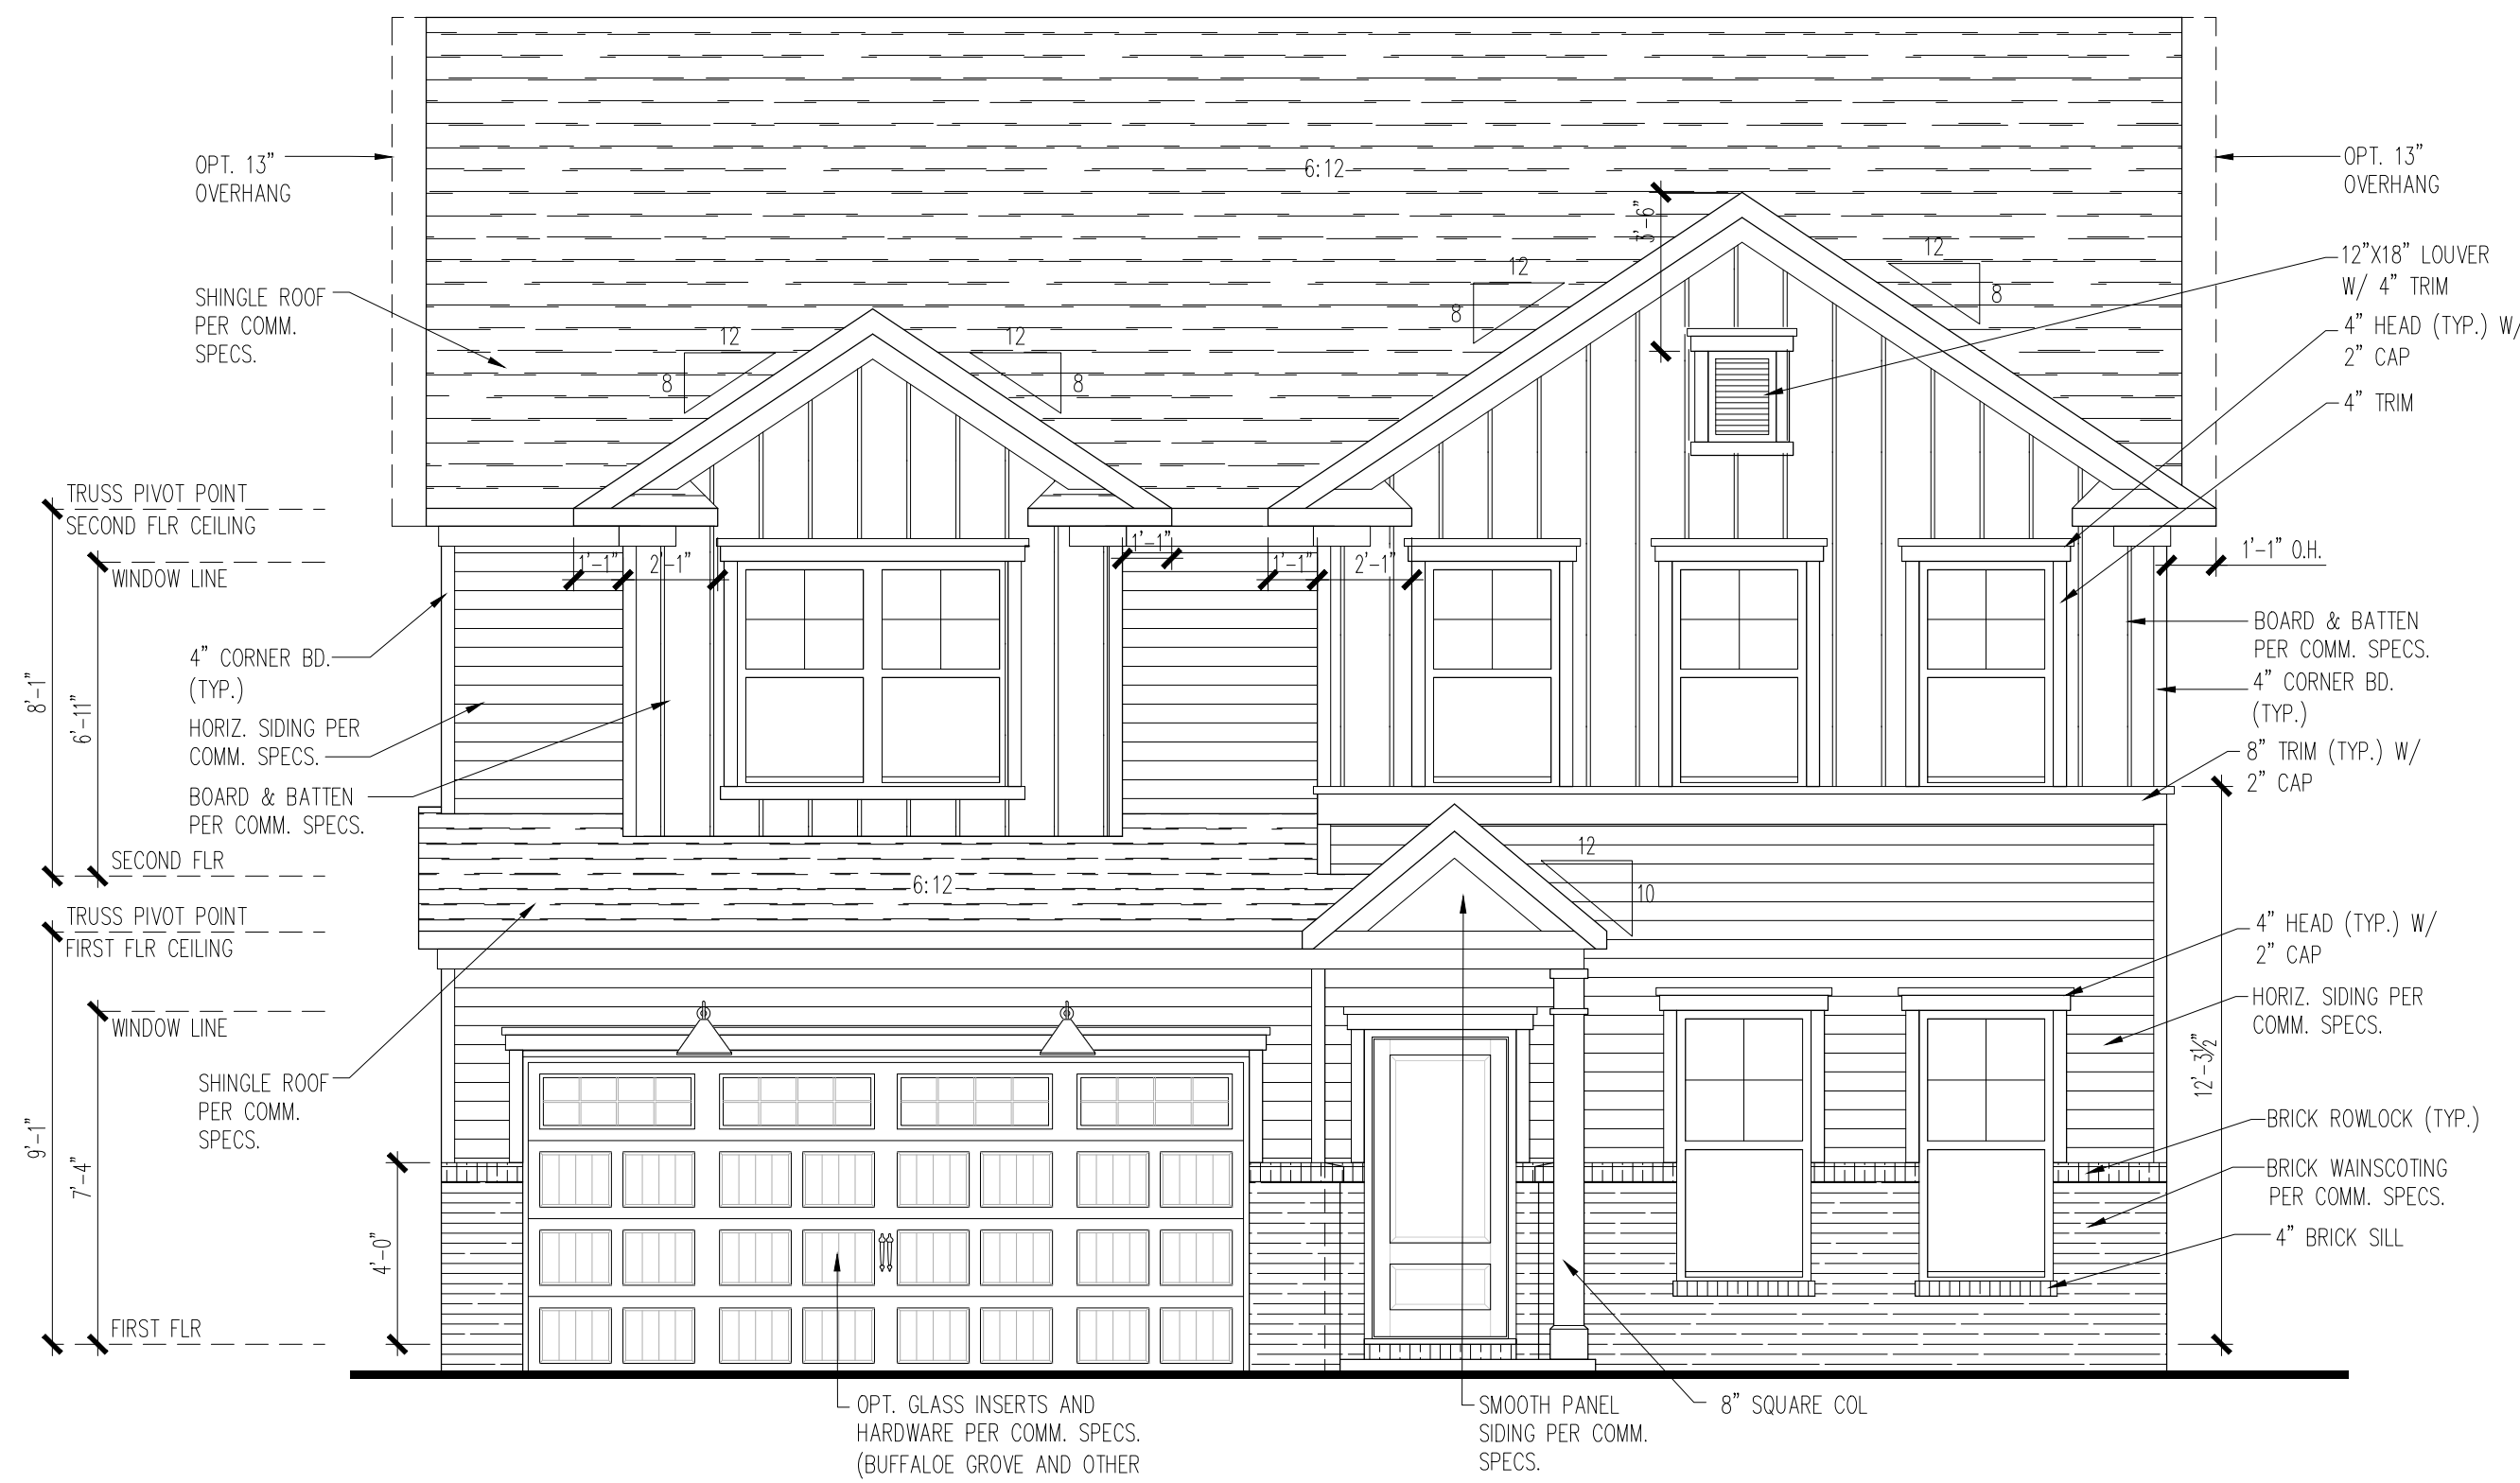 OPT. 13"
OVERHANG
SHINGLE ROOF
PER COMM.
SPECS.
TRUSS PIVOT POINT
SECOND FLR CEILING
WINDOW LINE
4" CORNER BD.
(TYP.)
HORIZ. SIDING PER
COMM. SPECS.
BOARD & BATTEN
PER COMM. SPECS.
8'-1"
6'-11"
SECOND FLR
TRUSS PIVOT POINT
FIRST FLR CEILING
WINDOW LINE
SHINGLE ROOF
PER COMM.
SPECS.
9'-1"
7'-4"
4'-0"
FIRST FLR
6:12
3'-6"
12
8
12
8
12
8
12
8
1'-1"
2'-1"
1'-1"
1'-1"
2'-1"
6:12
12
10
OPT. 13"
OVERHANG
12"X18" LOUVER
W/ 4" TRIM
4" HEAD (TYP.) W/
2" CAP
4" TRIM
1'-1" O.H.
BOARD & BATTEN
PER COMM. SPECS.
4" CORNER BD.
(TYP.)
8" TRIM (TYP.) W/
2" CAP
4" HEAD (TYP.) W/
2" CAP
HORIZ. SIDING PER
COMM. SPECS.
12'-3½"
BRICK ROWLOCK (TYP.)
BRICK WAINSCOTING
PER COMM. SPECS.
4" BRICK SILL
OPT. GLASS INSERTS AND
HARDWARE PER COMM. SPECS.
(BUFFALOE GROVE AND OTHER
SMOOTH PANEL
SIDING PER COMM.
SPECS.
8" SQUARE COL